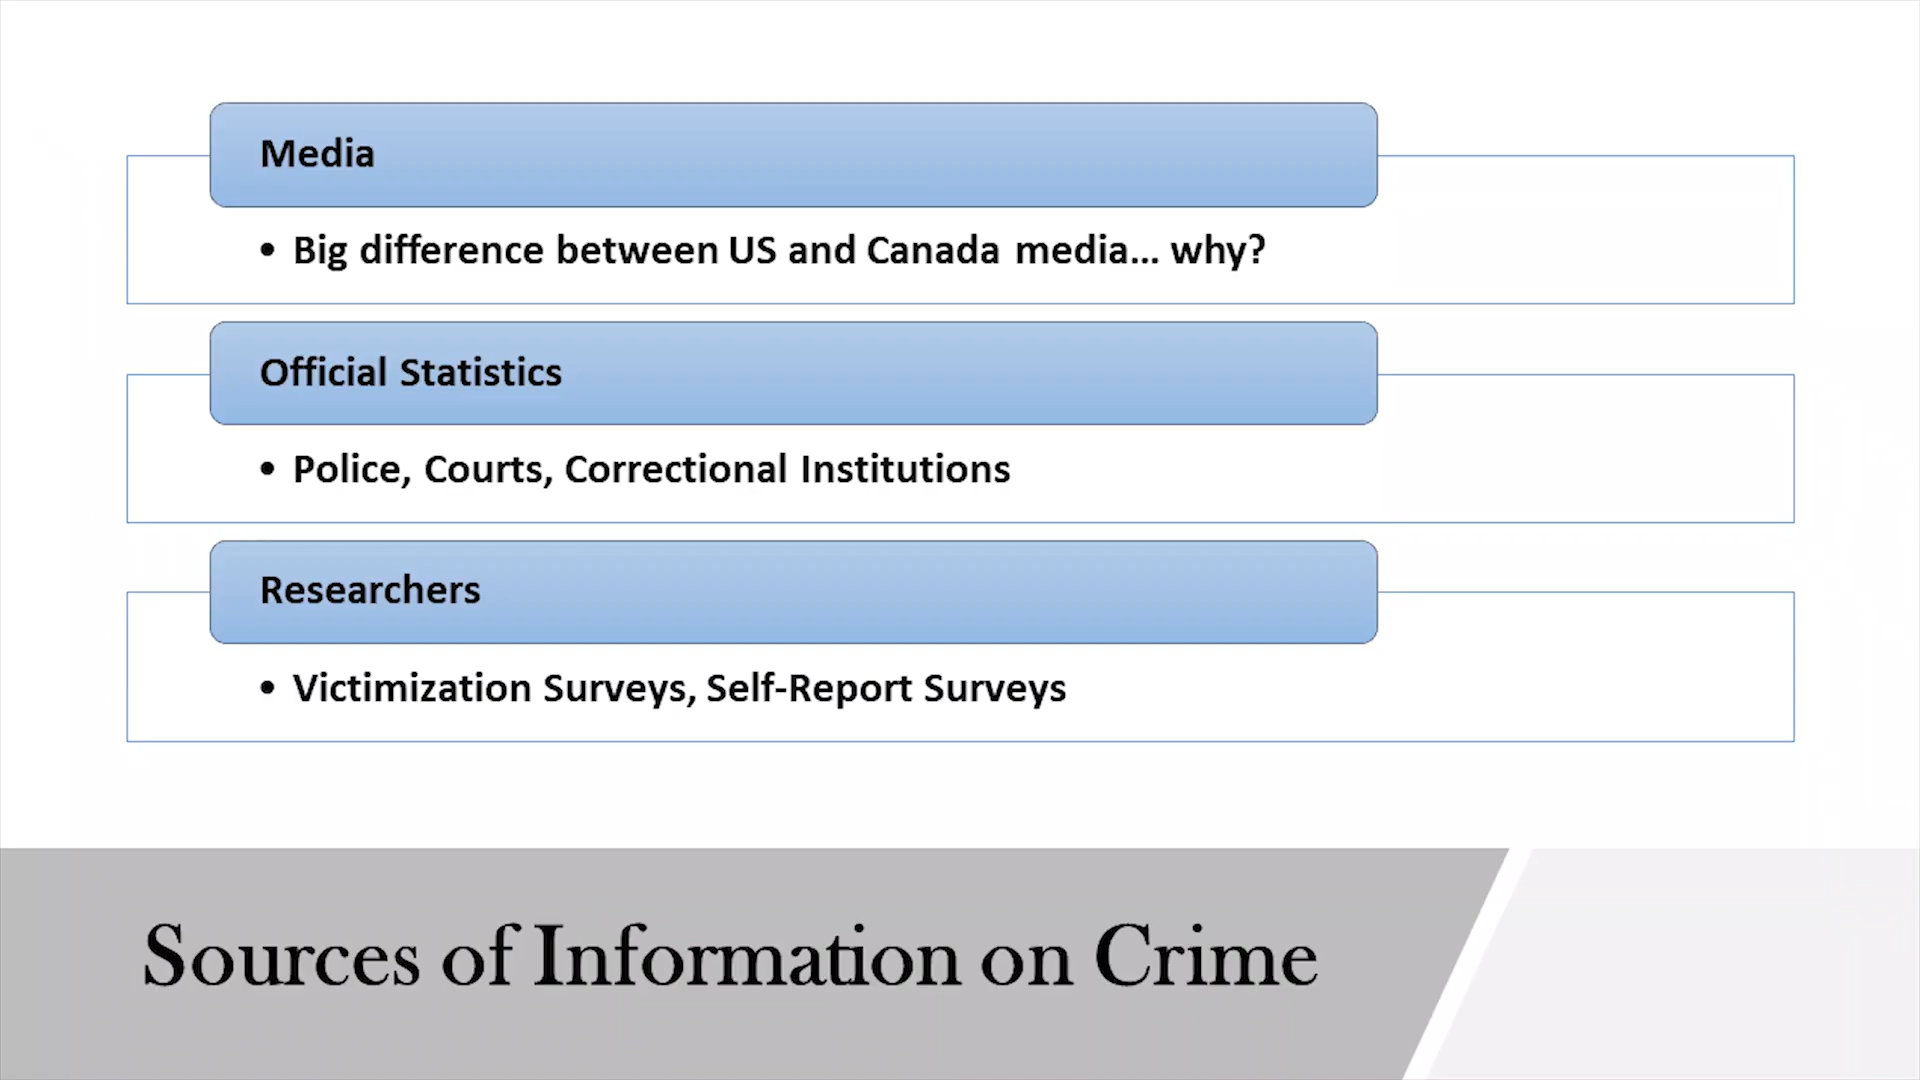 Media
• Big difference between US and Canada media... why?
Official Statistics
• Police, Courts, Correctional Institutions
Researchers
• Victimization Surveys, Self-Report Surveys
Sources of Information on Crime